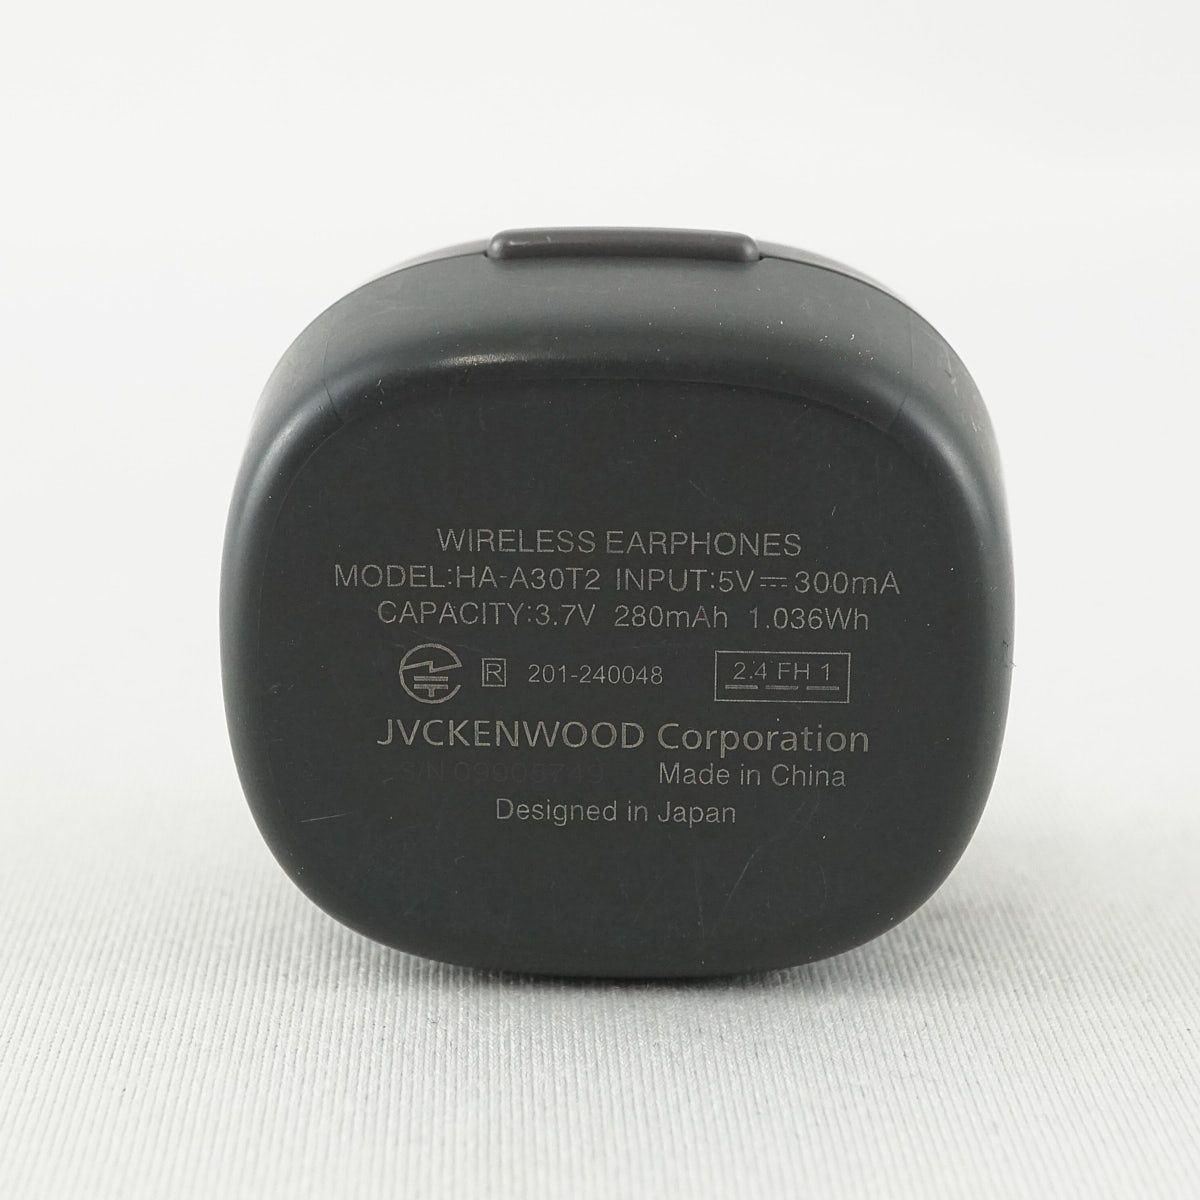 WIRELESS EARPHONES
MODEL:HA-A30T2 INPUT:5V⎓300mA
CAPACITY:3.7V 280mAh 1.036Wh
R 201-240048 2.4 FH 1
JVCKENWOOD Corporation
S/N 09905749 Made in China
Designed in Japan